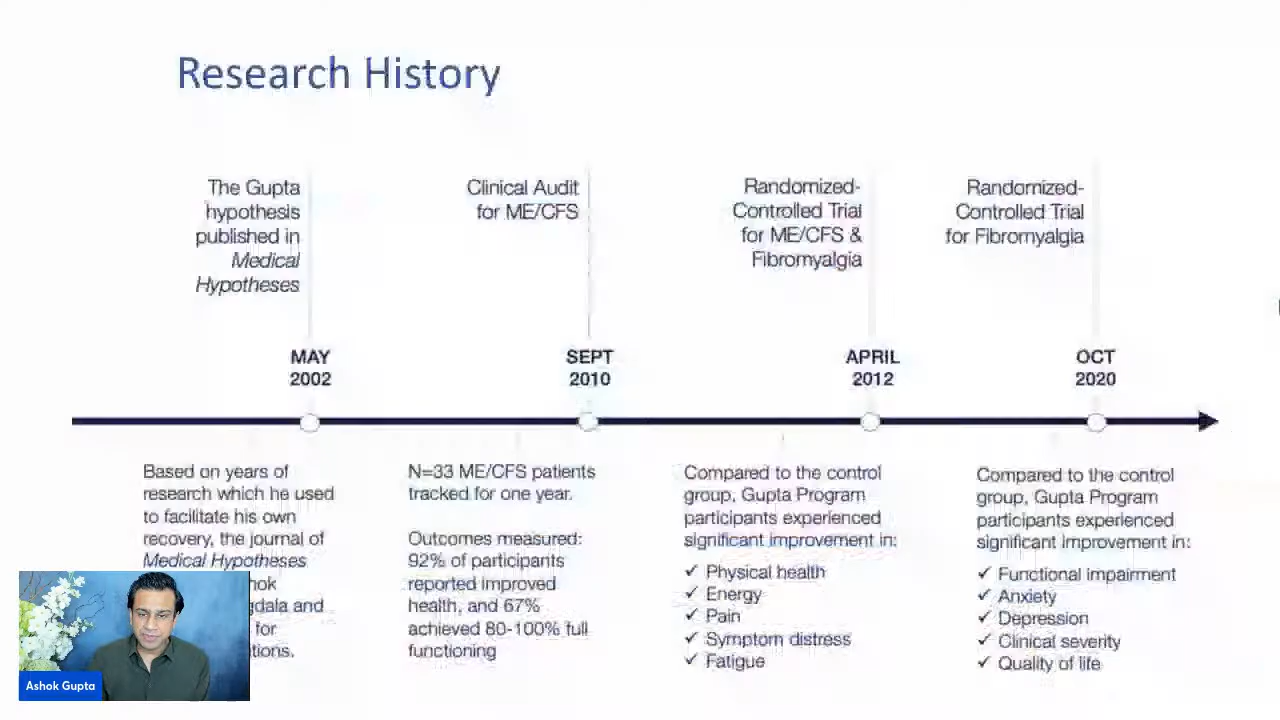 Research History
The Gupta
hypothesis
published in
Medical
Hypotheses
Clinical Audit
for ME/CFS
Randomized-
Controlled Trial
for ME/CFS &
Fibromyalgia
Randomized-
Controlled Trial
for Fibromyalgia
MAY
2002
SEPT
2010
APRIL
2012
OCT
2020
Based on years of
research which he used
to facilitate his own
recovery, the journal of
Medical Hypotheses
and
for
N=33 ME/CFS patients
tracked for one year.
Outcomes measured:
92% of participants
reported improved
health, and 67%
achieved 80-100% full
functioning
Compared to the control
group, Gupta Program
participants experienced
significant improvement in:
✓ Physical health
✓ Energy
✓ Pain
✓ Symptom distress
✓ Fatigue
Compared to the control
group, Gupta Program
participants experienced
significant improvement in:
✓ Functional impairment
✓ Anxiety
✓ Depression
✓ Clinical severity
✓ Quality of life
Ashok Gupta